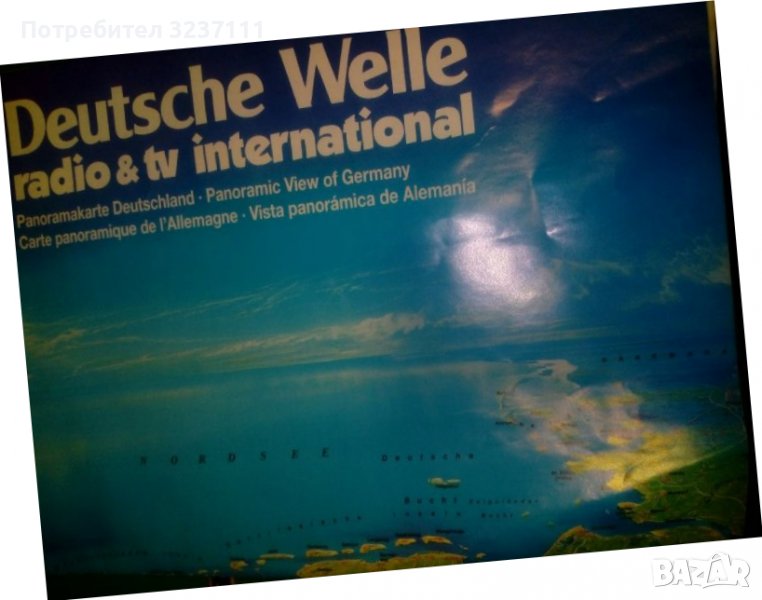 Потребител 3237111
Deutsche Welle
radio & tv international
Panoramakarte Deutschland · Panoramic View of Germany
Carte panoramique de l'Allemagne · Vista panorámica de Alemania
NORDSEE
Deutsche
Bucht
BAZAR